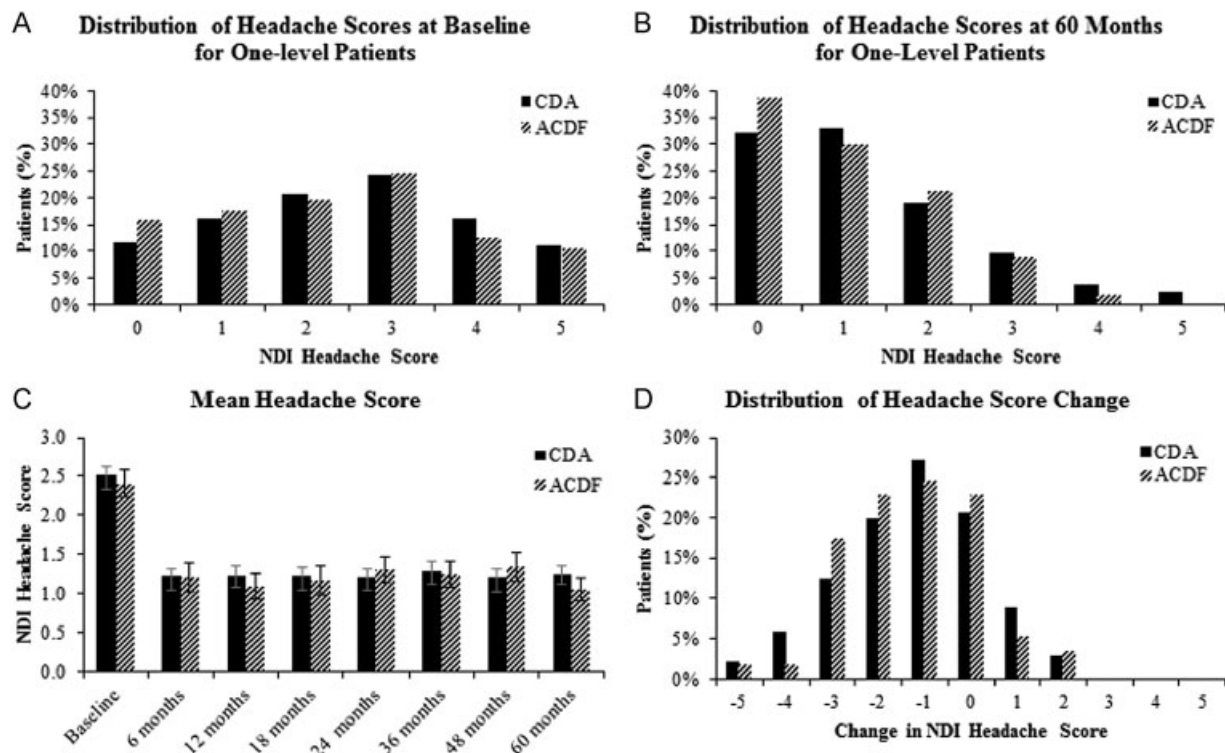 A
Distribution of Headache Scores at Baseline
for One-level Patients
40%
35%
30%
25%
20%
15%
10%
5%
0%
Patients (%)
CDA
ACDF
0 1 2 3 4 5
NDI Headache Score
B
Distribution of Headache Scores at 60 Months
for One-Level Patients
40%
35%
30%
25%
20%
15%
10%
5%
0%
Patients (%)
CDA
ACDF
0 1 2 3 4 5
NDI Headache Score
C
Mean Headache Score
3.0
2.5
2.0
1.5
1.0
0.5
0.0
NDI Headache Score
CDA
ACDF
Baseline
6 months
12 months
18 months
24 months
36 months
48 months
60 months
D
Distribution of Headache Score Change
30%
25%
20%
15%
10%
5%
0%
Patients (%)
CDA
ACDF
-5 -4 -3 -2 -1 0 1 2 3 4 5
Change in NDI Headache Score